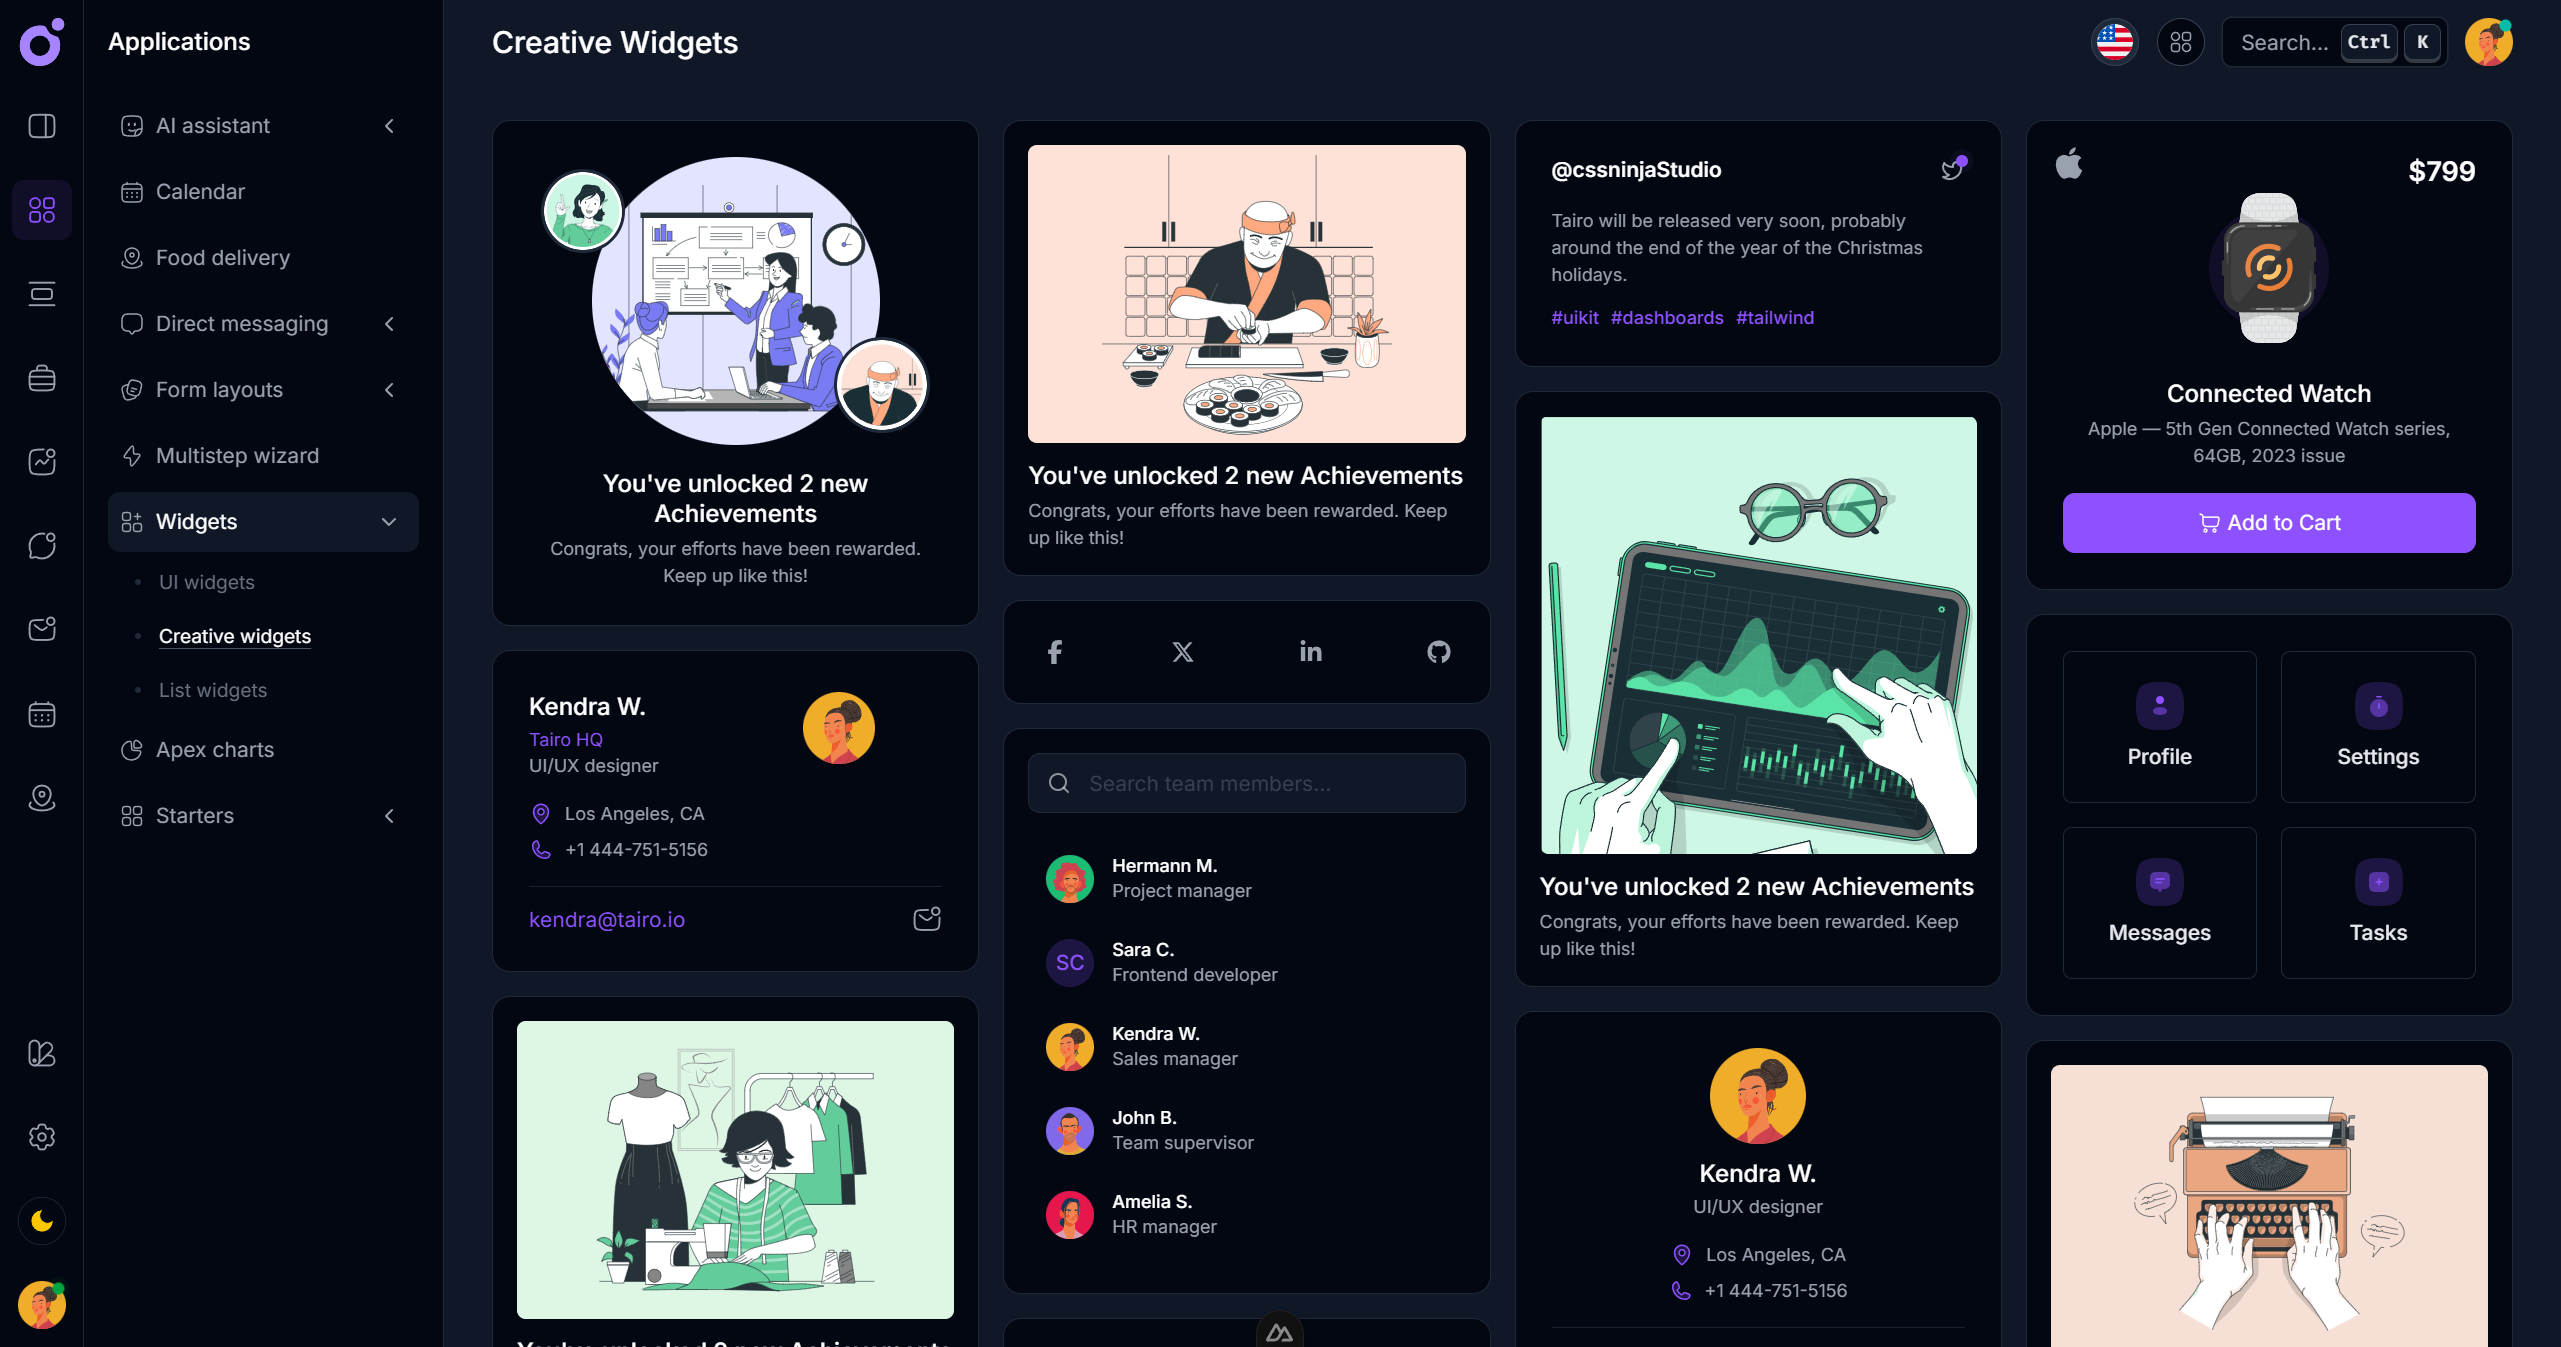 Applications
AI assistant
Calendar
Food delivery
Direct messaging
Form layouts
Multistep wizard
Widgets
UI widgets
Creative widgets
List widgets
Apex charts
Starters
Creative Widgets
Search...
Ctrl
K
You've unlocked 2 new
Achievements
Congrats, your efforts have been rewarded.
Keep up like this!
Kendra W.
Tairo HQ
UI/UX designer
Los Angeles, CA
+1 444-751-5156
kendra@tairo.io
You've unlocked 2 new Achievements
You've unlocked 2 new Achievements
Congrats, your efforts have been rewarded. Keep
up like this!
Search team members...
Hermann M.
Project manager
SC
Sara C.
Frontend developer
Kendra W.
Sales manager
John B.
Team supervisor
Amelia S.
HR manager
@cssninjaStudio
Tairo will be released very soon, probably
around the end of the year of the Christmas
holidays.
#uikit #dashboards #tailwind
You've unlocked 2 new Achievements
Congrats, your efforts have been rewarded. Keep
up like this!
Kendra W.
UI/UX designer
Los Angeles, CA
+1 444-751-5156
$799
Connected Watch
Apple — 5th Gen Connected Watch series,
64GB, 2023 issue
Add to Cart
Profile
Settings
Messages
Tasks